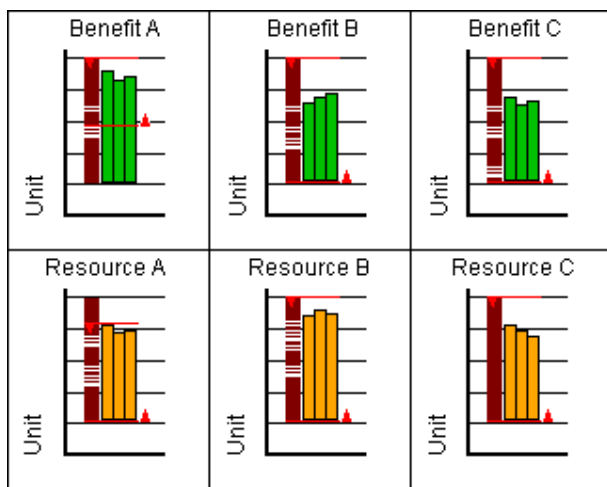 Benefit A
Benefit B
Benefit C
Unit
Unit
Unit
Resource A
Resource B
Resource C
Unit
Unit
Unit